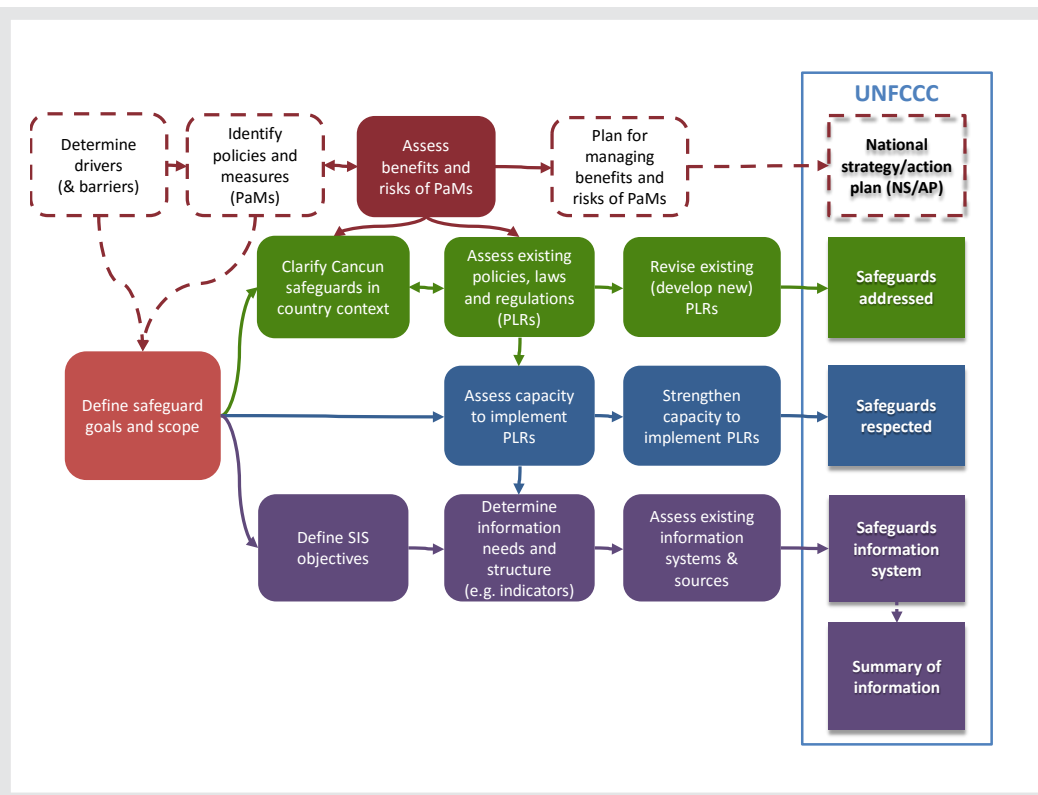 UNFCCC
Determine
drivers
(& barriers)
Identify
policies and
measures
(PaMs)
Assess
benefits and
risks of PaMs
Plan for
managing
benefits and
risks of PaMs
National
strategy/action
plan (NS/AP)
Clarify Cancun
safeguards in
country context
Assess existing
policies, laws
and regulations
(PLRs)
Revise existing
(develop new)
PLRs
Safeguards
addressed
Define safeguard
goals and scope
Assess capacity
to implement
PLRs
Strengthen
capacity to
implement PLRs
Safeguards
respected
Define SIS
objectives
Determine
information
needs and
structure
(e.g. indicators)
Assess existing
information
systems &
sources
Safeguards
information
system
Summary of
information